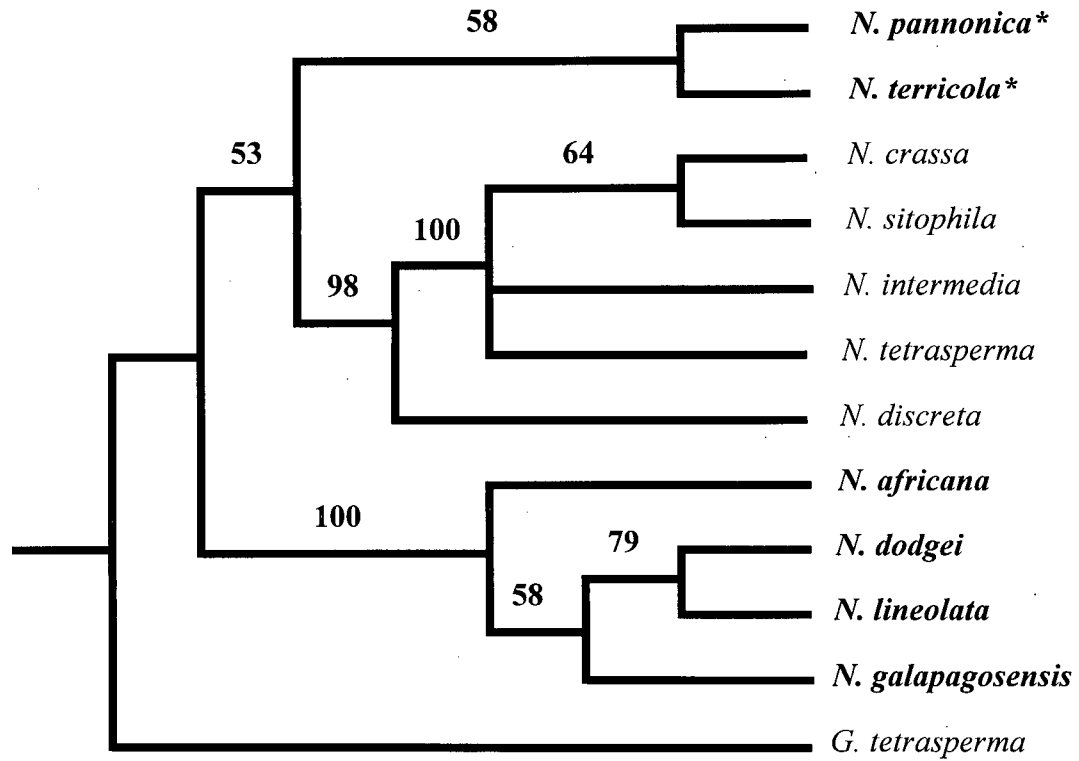 58
N. pannonica*
N. terricola*
53
64
N. crassa
N. sitophila
100
98
N. intermedia
N. tetrasperma
N. discreta
N. africana
100
79
N. dodgei
58
N. lineolata
N. galapagosensis
G. tetrasperma